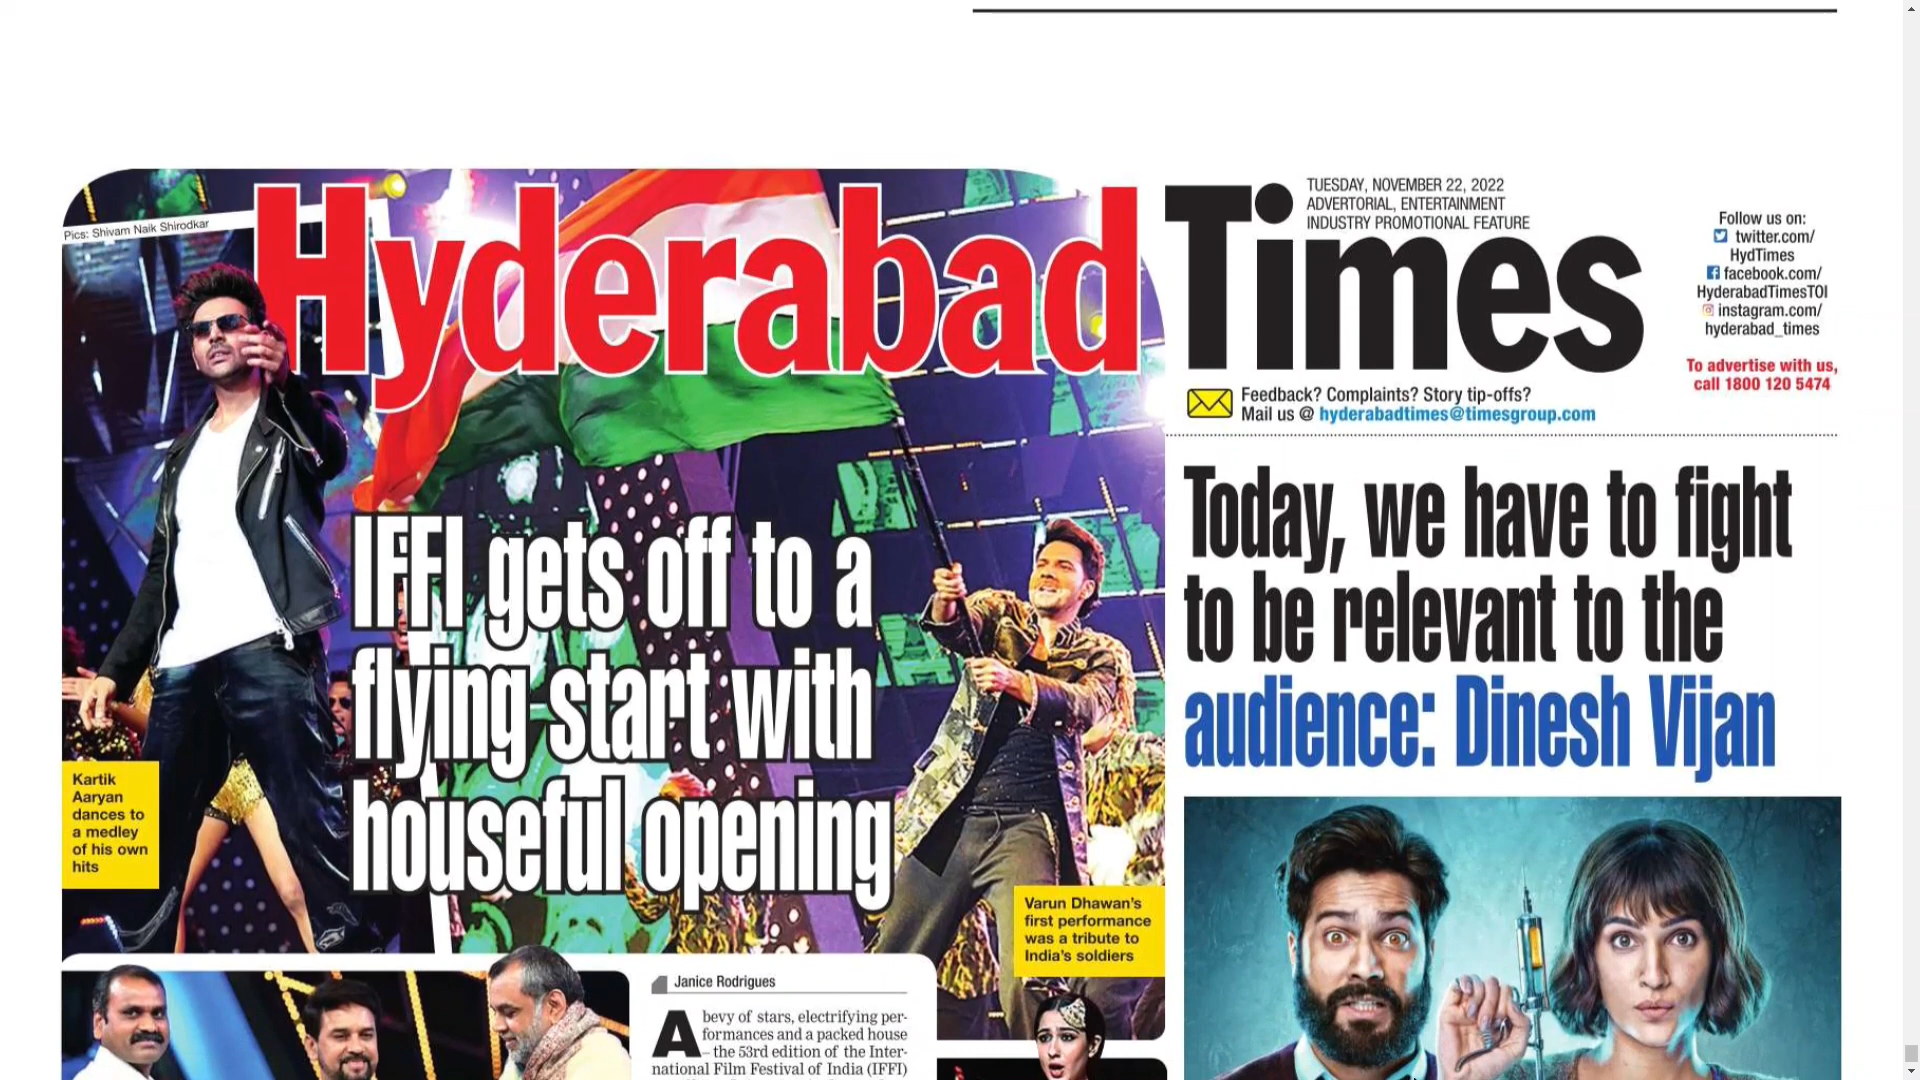 Pics: Shivam Naik Shirodkar
Hyderabad Times
TUESDAY, NOVEMBER 22, 2022
ADVERTORIAL, ENTERTAINMENT
INDUSTRY PROMOTIONAL FEATURE
Follow us on:
twitter.com/
HydTimes
facebook.com/
HyderabadTimesTOI
instagram.com/
hyderabad_times
To advertise with us,
call 1800 120 5474
Feedback? Complaints? Story tip-offs?
Mail us @ hyderabadtimes@timesgroup.com
IFFI gets off to a
flying start with
houseful opening
Kartik
Aaryan
dances to
a medley
of his own
hits
Varun Dhawan's
first performance
was a tribute to
India's soldiers
Janice Rodrigues
A bevy of stars, electrifying per-
formances and a packed house
– the 53rd edition of the Inter-
national Film Festival of India (IFFI)
Today, we have to fight
to be relevant to the
audience: Dinesh Vijan